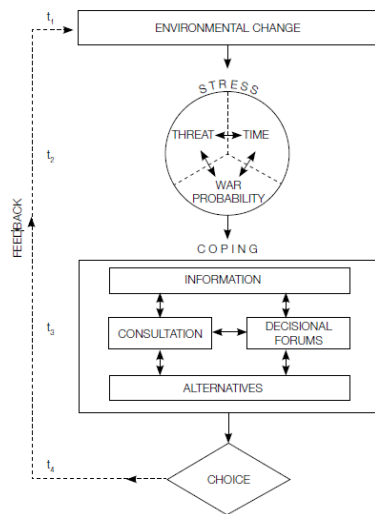 t1
ENVIRONMENTAL CHANGE
STRESS
THREAT
TIME
t2
WAR
PROBABILITY
FEEDBACK
COPING
INFORMATION
t3
CONSULTATION
DECISIONAL
FORUMS
ALTERNATIVES
t4
CHOICE